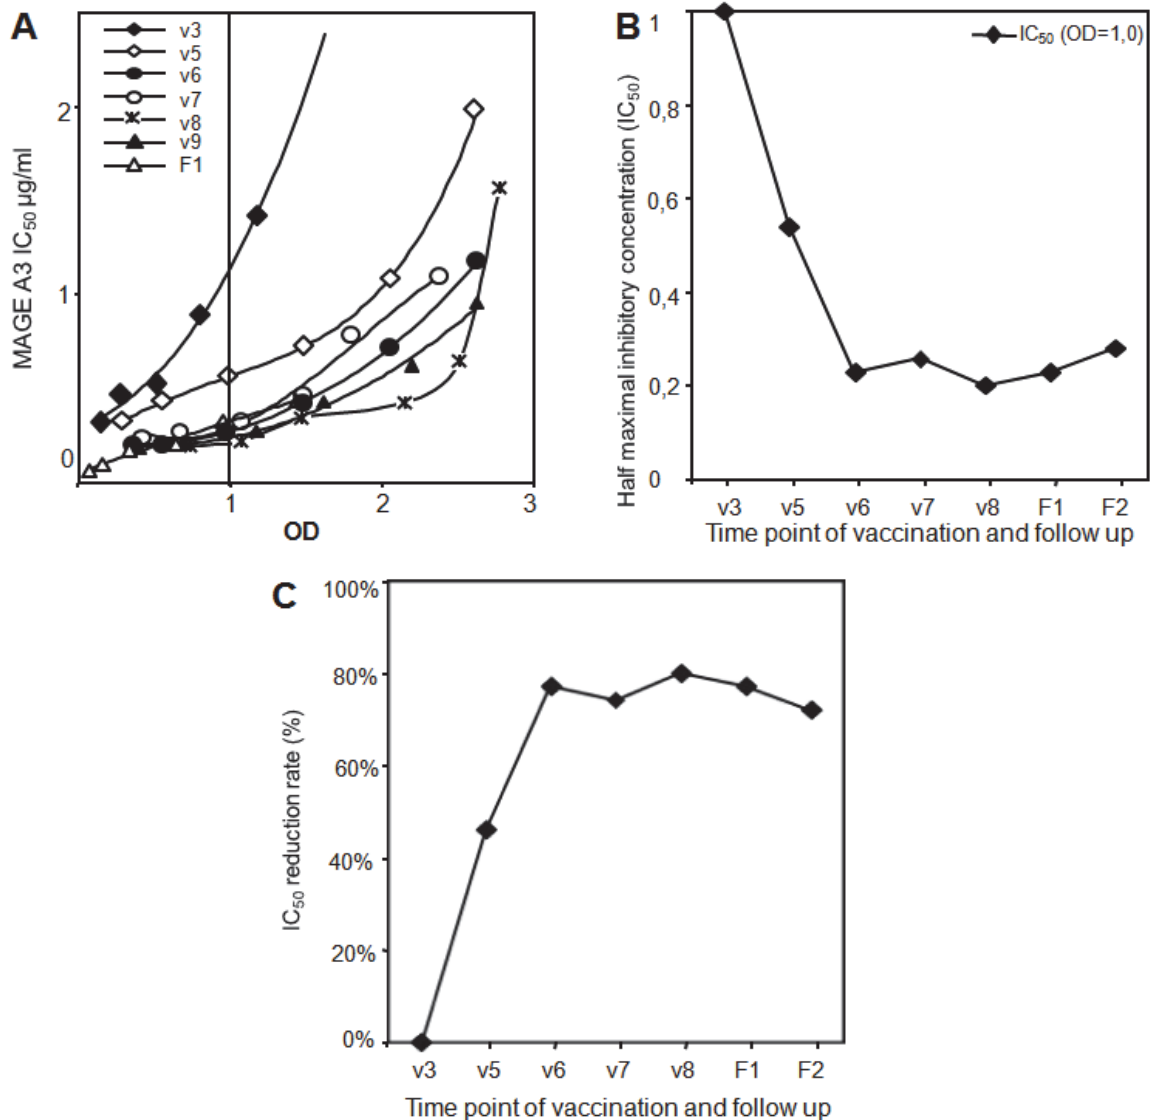 A
v3
v5
v6
v7
v8
v9
F1
MAGE A3 IC50 µg/ml
2
1
0
1
2
3
OD
B
IC50 (OD=1,0)
Half maximal inhibitory concentration (IC50)
1
0,8
0,6
0,4
0,2
0
v3 v5 v6 v7 v8 F1 F2
Time point of vaccination and follow up
C
IC50 reduction rate (%)
100%
80%
60%
40%
20%
0%
v3 v5 v6 v7 v8 F1 F2
Time point of vaccination and follow up